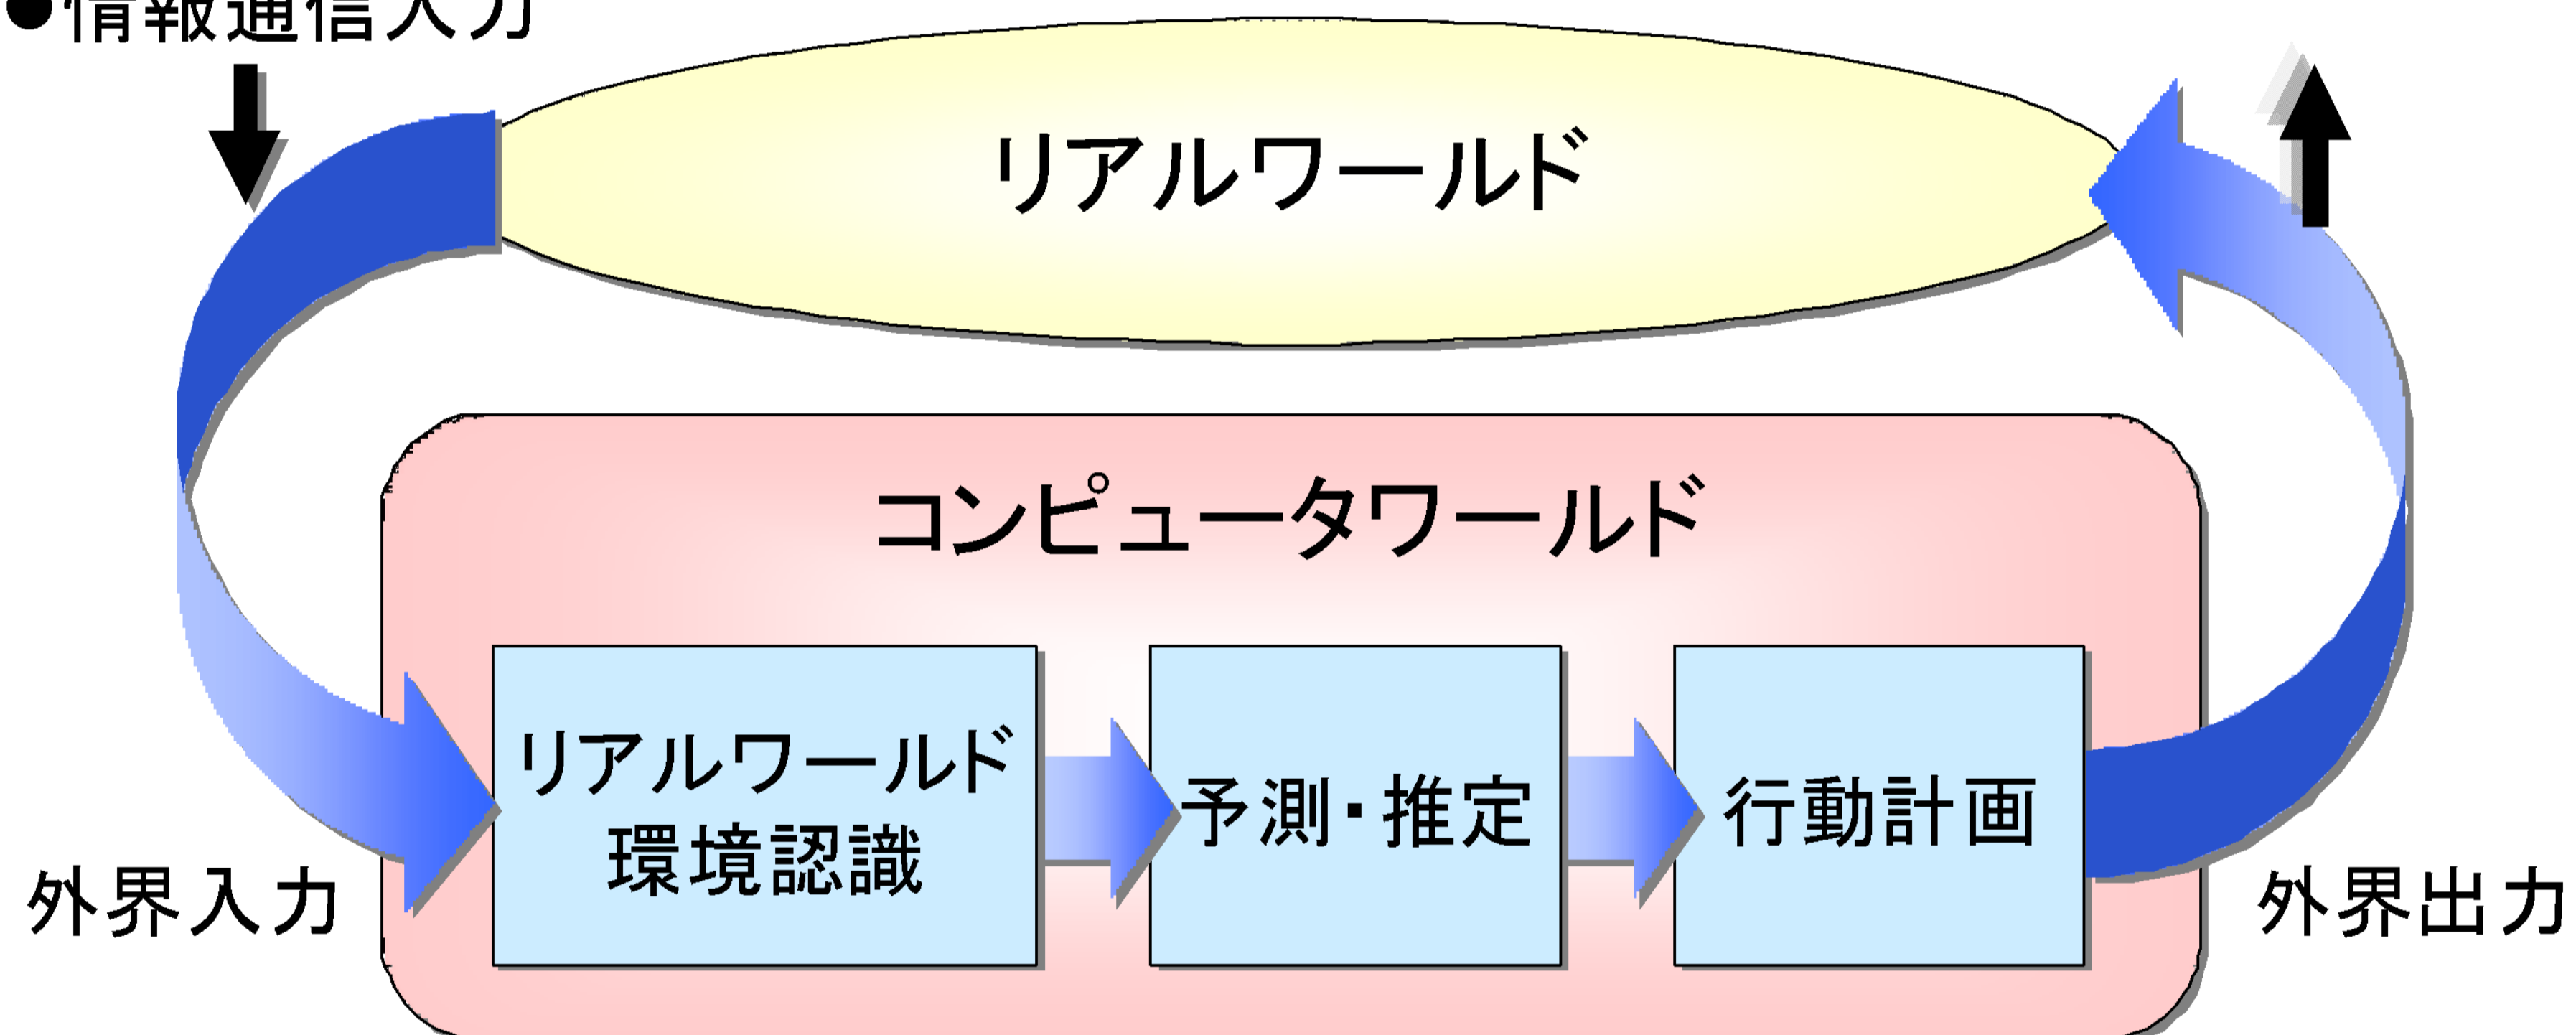 ●情報通信入力
リアルワールド
コンピュータワールド
リアルワールド
環境認識
予測・推定
行動計画
外界入力
外界出力